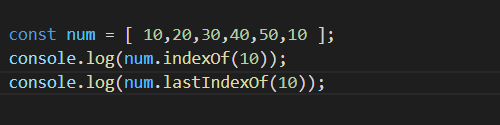 const num = [ 10,20,30,40,50,10 ];
console.log(num.indexOf(10));
console.log(num.lastIndexOf(10));